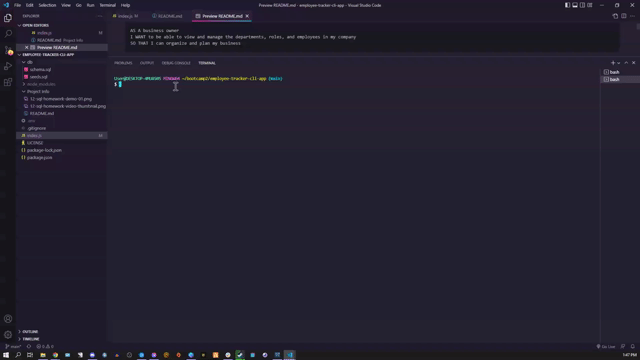 File Edit Selection View Go Run Terminal Help
Preview README.md - employee-tracker-cli-app - Visual Studio Code
EXPLORER
index.js M
README.md
Preview README.md
OPEN EDITORS
index.js M
README.md Project Info
Preview README.md
EMPLOYEE-TRACKER-CLI-APP
db
schema.sql
seeds.sql
node_modules
Project Info
12-sql-homework-demo-01.png
12-sql-homework-video-thumbnail.png
README.md
.gitignore
index.js M
LICENSE
package-lock.json
package.json
OUTLINE
TIMELINE
AS A business owner
I WANT to be able to view and manage the departments, roles, and employees in my company
SO THAT I can organize and plan my business
PROBLEMS OUTPUT DEBUG CONSOLE TERMINAL
MINGW64 ~/bootcamp/employee-tracker-cli-app (main)
$
bash
bash
main*
0 0
Go Live
1:47 PM